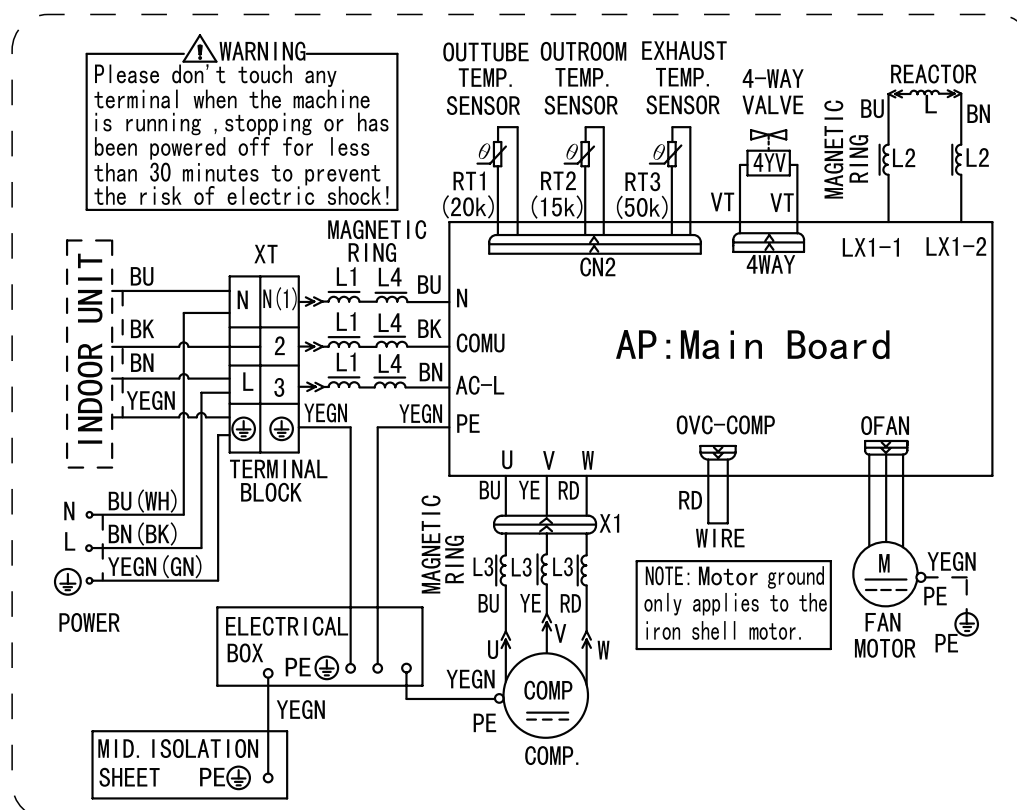 WARNING
Please don't touch any
terminal when the machine
is running ,stopping or has
been powered off for less
than 30 minutes to prevent
the risk of electric shock!
OUTTUBE
TEMP.
SENSOR
OUTROOM
TEMP.
SENSOR
EXHAUST
TEMP.
SENSOR
4-WAY
VALVE
REACTOR
L
BU
BN
MAGNETIC
RING
L2
L2
θ
θ
θ
RT1
(20k)
RT2
(15k)
RT3
(50k)
4YV
VT
VT
CN2
4WAY
LX1-1
LX1-2
INDOOR UNIT
BU
BK
BN
YEGN
XT
N
N(1)
2
L
3
TERMINAL
BLOCK
MAGNETIC
RING
L1
L4
BU
N
L1
L4
BK
COMU
L1
L4
BN
AC-L
YEGN
YEGN
PE
AP:Main Board
OVC-COMP
RD
WIRE
OFAN
M
YEGN
PE
FAN
MOTOR
PE
U
V
W
BU
YE
RD
X1
MAGNETIC
RING
L3
L3
L3
BU
YE
RD
U
V
W
NOTE: Motor ground
only applies to the
iron shell motor.
N
BU(WH)
L
BN(BK)
YEGN(GN)
POWER
ELECTRICAL
BOX
PE
YEGN
YEGN
PE
COMP
COMP.
MID. ISOLATION
SHEET
PE